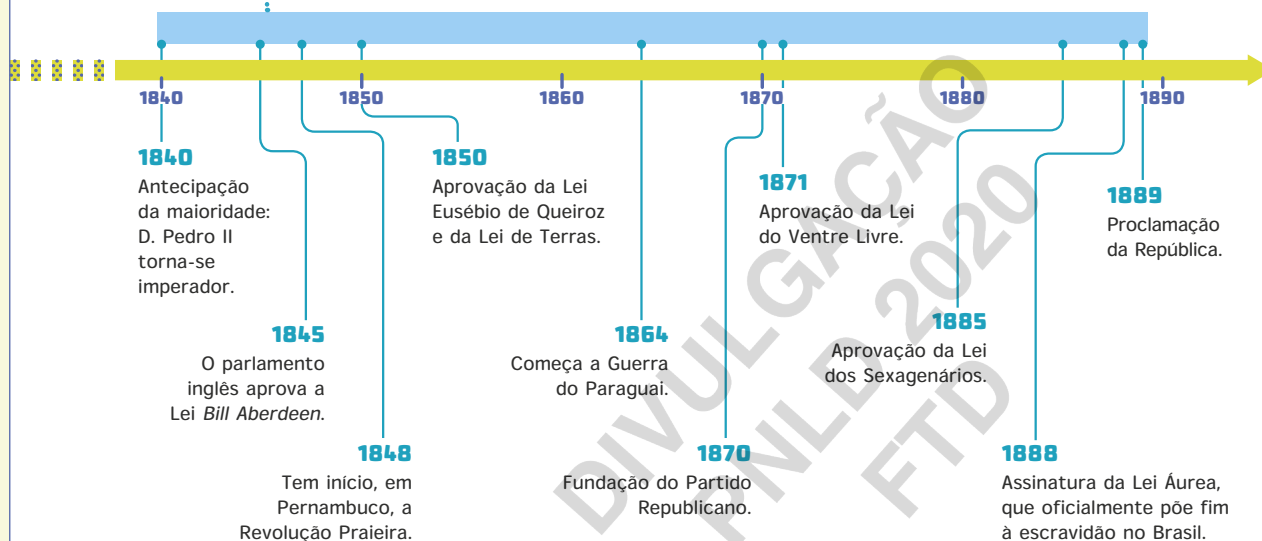 1840
1850
1860
1870
1880
1890
1840
Antecipação
da maioridade:
D. Pedro II
torna-se
imperador.
1845
O parlamento
inglês aprova a
Lei Bill Aberdeen.
1848
Tem início, em
Pernambuco, a
Revolução Praieira.
1850
Aprovação da Lei
Eusébio de Queiroz
e da Lei de Terras.
1864
Começa a Guerra
do Paraguai.
1870
Fundação do Partido
Republicano.
1871
Aprovação da Lei
do Ventre Livre.
1885
Aprovação da Lei
dos Sexagenários.
1888
Assinatura da Lei Áurea,
que oficialmente põe fim
à escravidão no Brasil.
1889
Proclamação
da República.
DIVULGAÇÃO
PNLD 2020
FTD